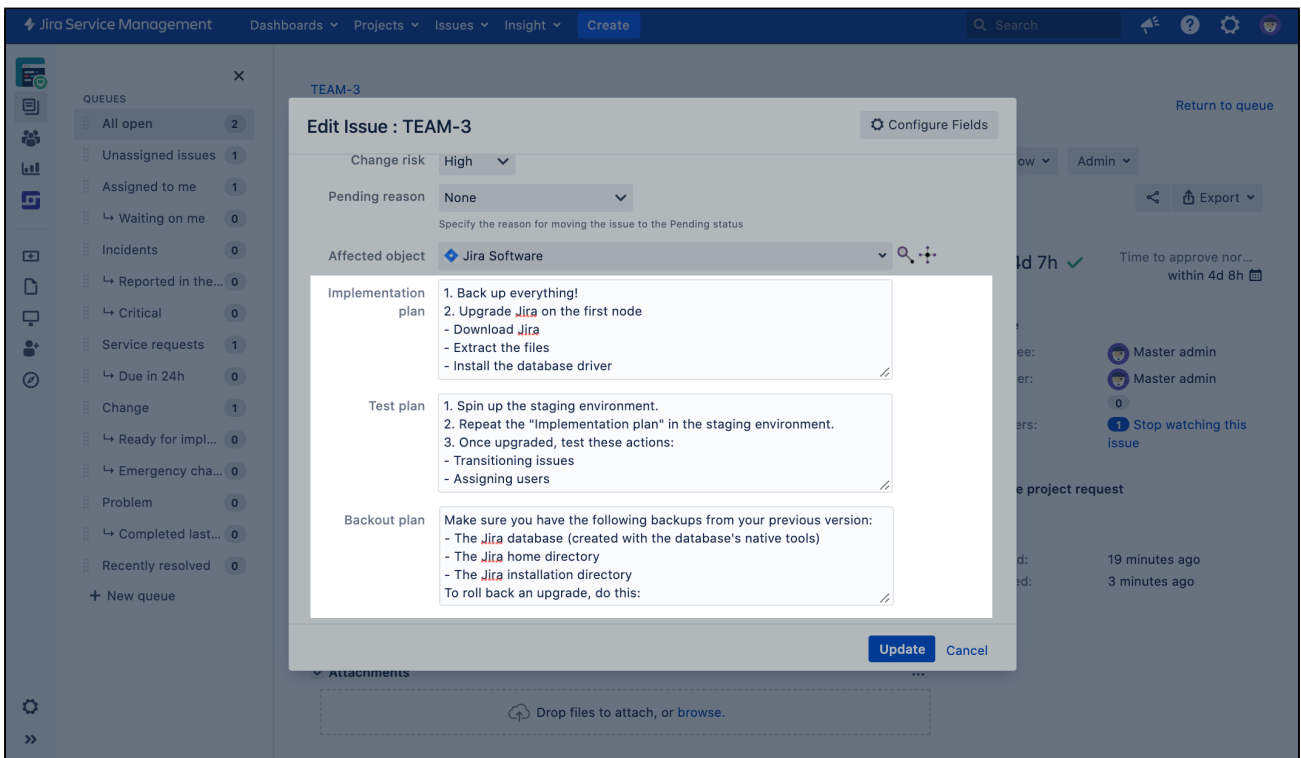 Jira Service Management
Dashboards Projects Issues Insight Create
Search
QUEUES
All open 2
Unassigned issues 1
Assigned to me 1
Waiting on me 0
Incidents 0
Reported in the... 0
Critical 0
Service requests 1
Due in 24h 0
Change 1
Ready for impl... 0
Emergency cha... 0
Problem 0
Completed last... 0
Recently resolved 0
+ New queue
TEAM-3
Return to queue
Edit Issue : TEAM-3
Configure Fields
Change risk High
Pending reason None
Specify the reason for moving the issue to the Pending status
Affected object Jira Software
Implementation plan
1. Back up everything!
2. Upgrade Jira on the first node
- Download Jira
- Extract the files
- Install the database driver
Test plan
1. Spin up the staging environment.
2. Repeat the "Implementation plan" in the staging environment.
3. Once upgraded, test these actions:
- Transitioning issues
- Assigning users
Backout plan
Make sure you have the following backups from your previous version:
- The Jira database (created with the database's native tools)
- The Jira home directory
- The Jira installation directory
To roll back an upgrade, do this:
Update Cancel
Attachments
Drop files to attach, or browse.
ow Admin
Export
4d 7h
Time to approve nor...
within 4d 8h
ee: Master admin
er: Master admin
0
ers: 1 Stop watching this
issue
e project request
d: 19 minutes ago
ed: 3 minutes ago